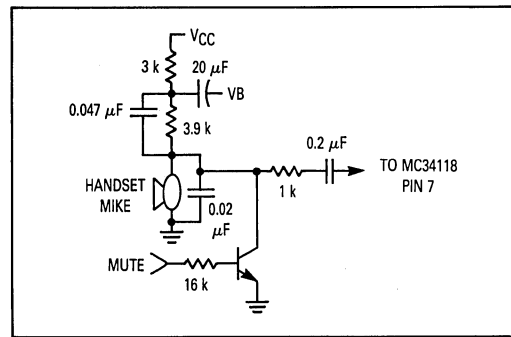 VCC
3 k
20 µF
VB
0.047 µF
3.9 k
0.2 µF
TO MC34118
PIN 7
1 k
HANDSET
MIKE
0.02
µF
MUTE
16 k